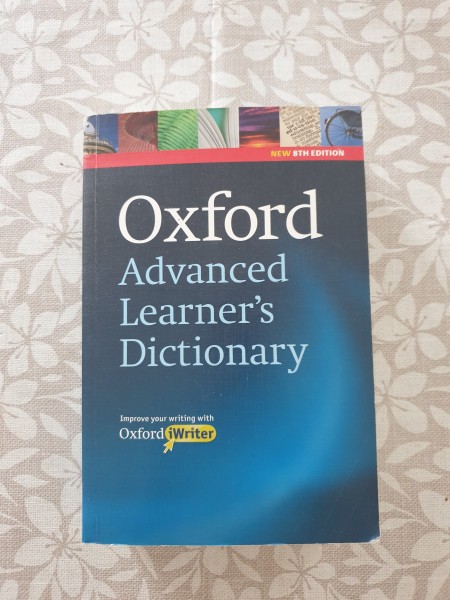 NEW 8TH EDITION
Oxford
Advanced
Learner's
Dictionary
Improve your writing with
Oxford iWriter